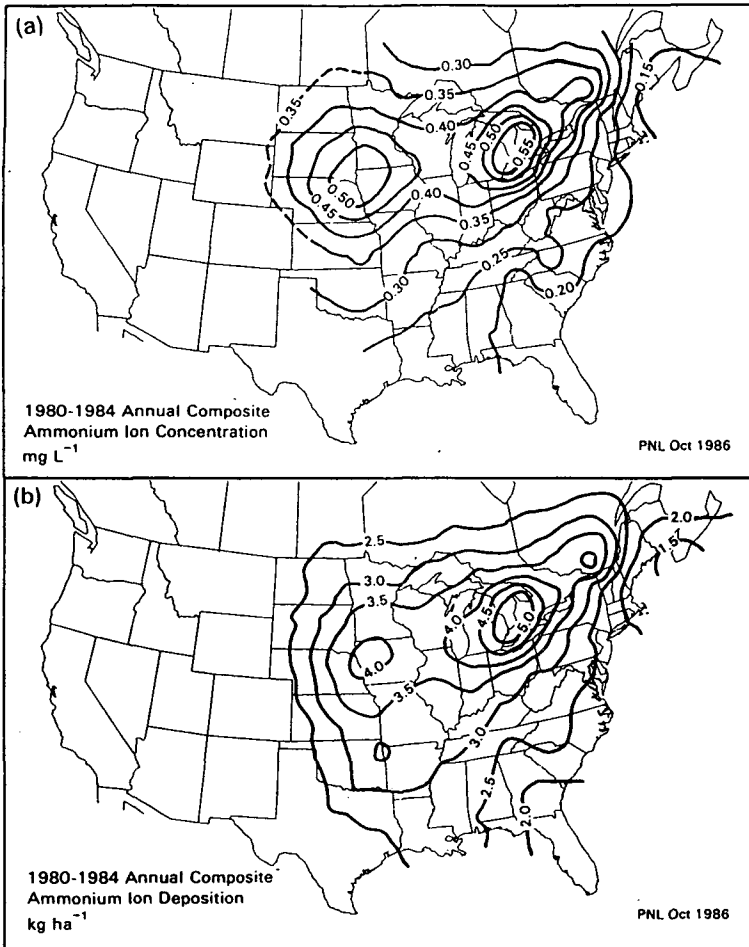 (a)
0.30
0.15
0.35
0.35
0.40
0.50
0.45
0.55
0.50
0.45
0.40
0.35
0.25
0.30
0.20
1980-1984 Annual Composite
Ammonium Ion Concentration
mg L⁻¹
PNL Oct 1986
(b)
2.5
2.0
1.5
3.0
3.5
4.5
4.0
5.0
4.0
3.5
3.0
2.5
2.0
1980-1984 Annual Composite
Ammonium Ion Deposition
kg ha⁻¹
PNL Oct 1986